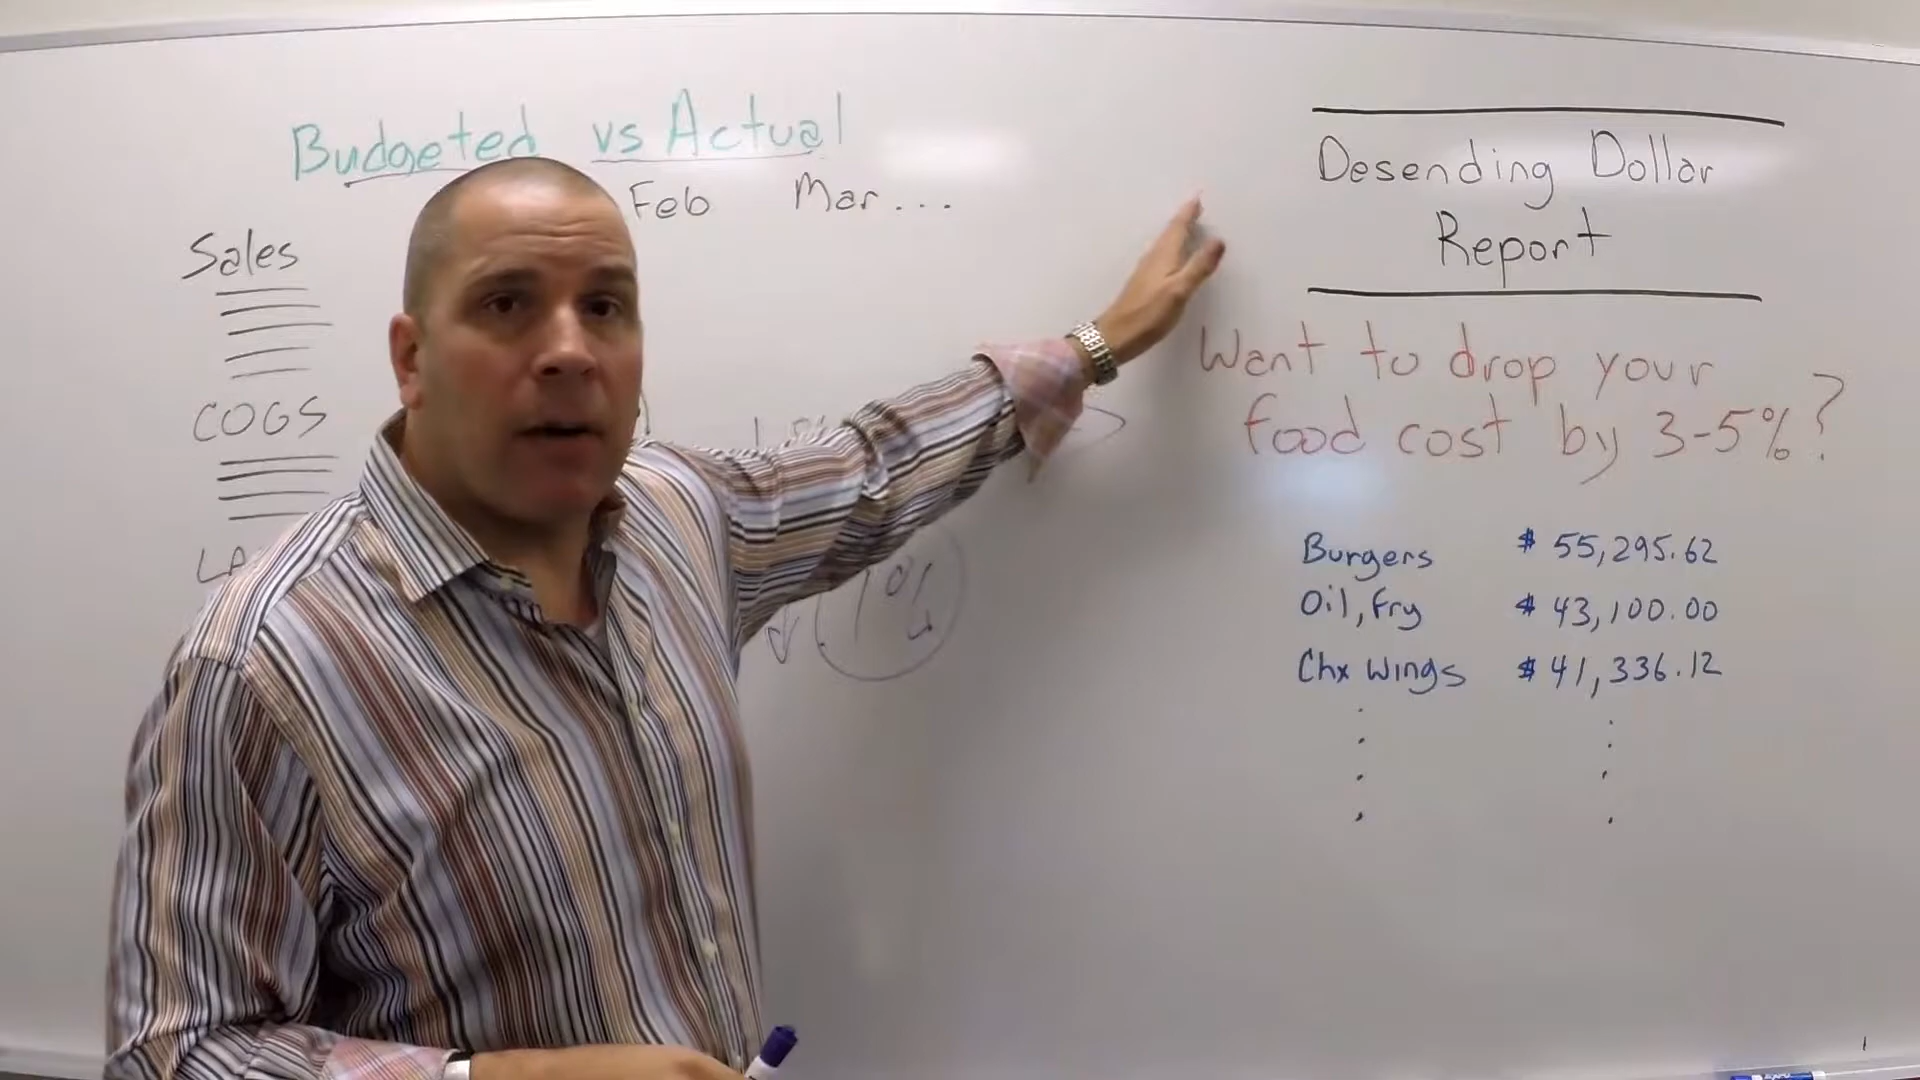 Budgeted vs Actual
Feb Mar...
Sales
COGS
Desending Dollar
Report
Want to drop your
food cost by 3-5%?
Burgers $ 55,295.62
Oil, Fry $ 43,100.00
Chx Wings $ 41,336.12
EXPO